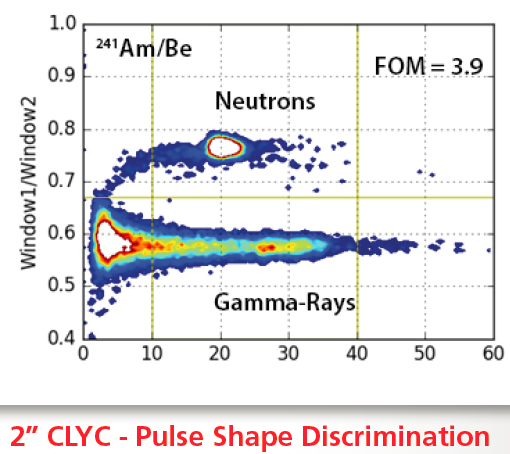 1.0
²⁴¹Am/Be
FOM = 3.9
0.9
Neutrons
0.8
0.7
Window1/Window2
0.6
0.5
Gamma-Rays
0.4
0 10 20 30 40 50 60
2” CLYC - Pulse Shape Discrimination